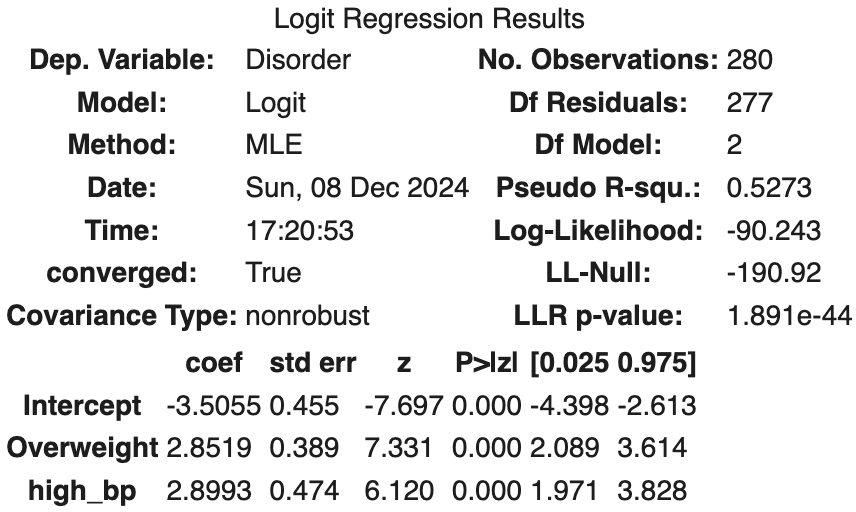 Logit Regression Results
Dep. Variable: Disorder No. Observations: 280
Model: Logit Df Residuals: 277
Method: MLE Df Model: 2
Date: Sun, 08 Dec 2024 Pseudo R-squ.: 0.5273
Time: 17:20:53 Log-Likelihood: -90.243
converged: True LL-Null: -190.92
Covariance Type: nonrobust LLR p-value: 1.891e-44
coef std err z P>|z| [0.025 0.975]
Intercept -3.5055 0.455 -7.697 0.000 -4.398 -2.613
Overweight 2.8519 0.389 7.331 0.000 2.089 3.614
high_bp 2.8993 0.474 6.120 0.000 1.971 3.828